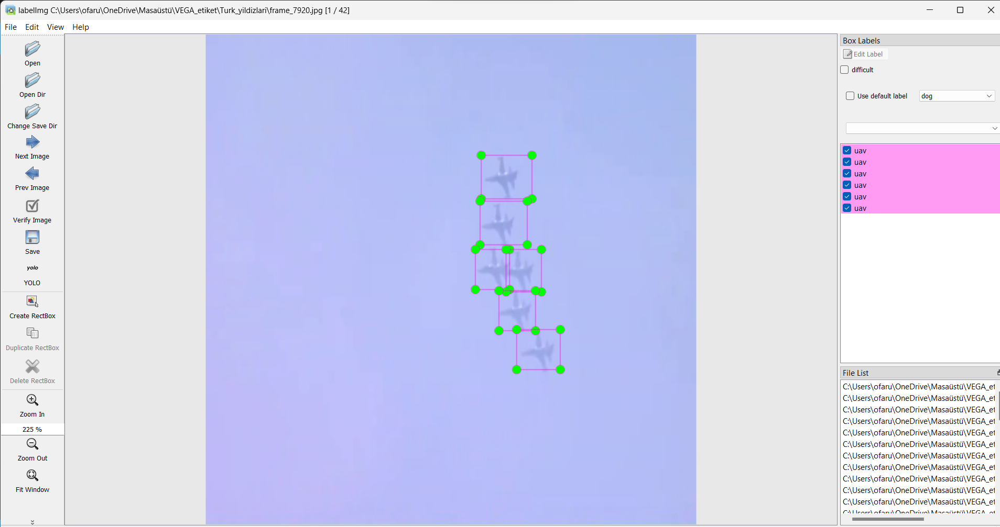 labelImg C:\Users\ofaru\OneDrive\Masaüstü\VEGA_etiket\Turk_yildizlari\frame_7920.jpg [1 / 42]
File Edit View Help
Open
Open Dir
Change Save Dir
Next Image
Prev Image
Verify Image
Save
yolo
YOLO
Create RectBox
Duplicate RectBox
Delete RectBox
Zoom In
225 %
Zoom Out
Fit Window
Box Labels
Edit Label
difficult
Use default label dog
uav
uav
uav
uav
uav
uav
File List
C:\Users\ofaru\OneDrive\Masaüstü\VEGA_et
C:\Users\ofaru\OneDrive\Masaüstü\VEGA_et
C:\Users\ofaru\OneDrive\Masaüstü\VEGA_et
C:\Users\ofaru\OneDrive\Masaüstü\VEGA_et
C:\Users\ofaru\OneDrive\Masaüstü\VEGA_et
C:\Users\ofaru\OneDrive\Masaüstü\VEGA_et
C:\Users\ofaru\OneDrive\Masaüstü\VEGA_et
C:\Users\ofaru\OneDrive\Masaüstü\VEGA_et
C:\Users\ofaru\OneDrive\Masaüstü\VEGA_et
C:\Users\ofaru\OneDrive\Masaüstü\VEGA_et
C:\Users\ofaru\OneDrive\Masaüstü\VEGA_et